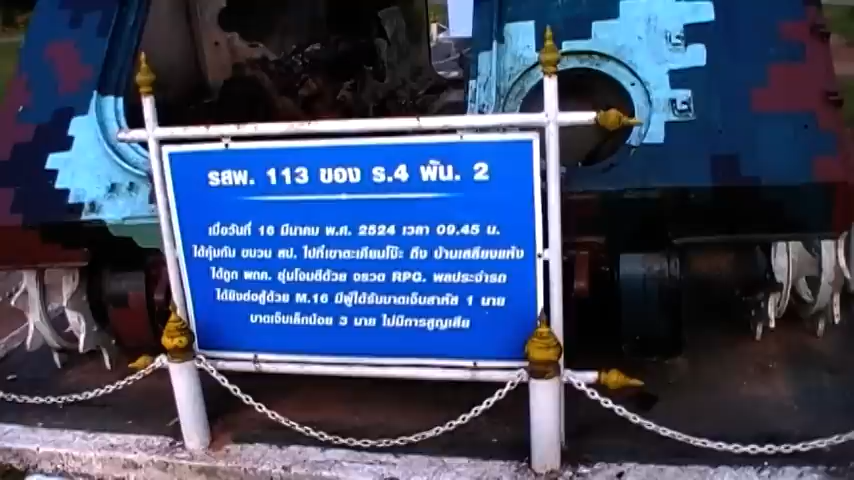 รสพ. 113 ของ ร.4 พัน. 2
เมื่อวันที่ 16 มีนาคม พ.ศ. 2524 เวลา 09.45 น.
ได้คุ้มกัน ขบวน สป. ไปที่เขาตะเคียนโง๊ะ ถึง บ้านเสลียงแห้ง
ได้ถูก ผกค. ซุ่มโจมตีด้วย จรวด RPG. พลประจำรถ
ได้ยิงต่อสู้ด้วย M.16 มีผู้ได้รับบาดเจ็บสาหัส 1 นาย
บาดเจ็บเล็กน้อย 3 นาย ไม่มีการสูญเสีย